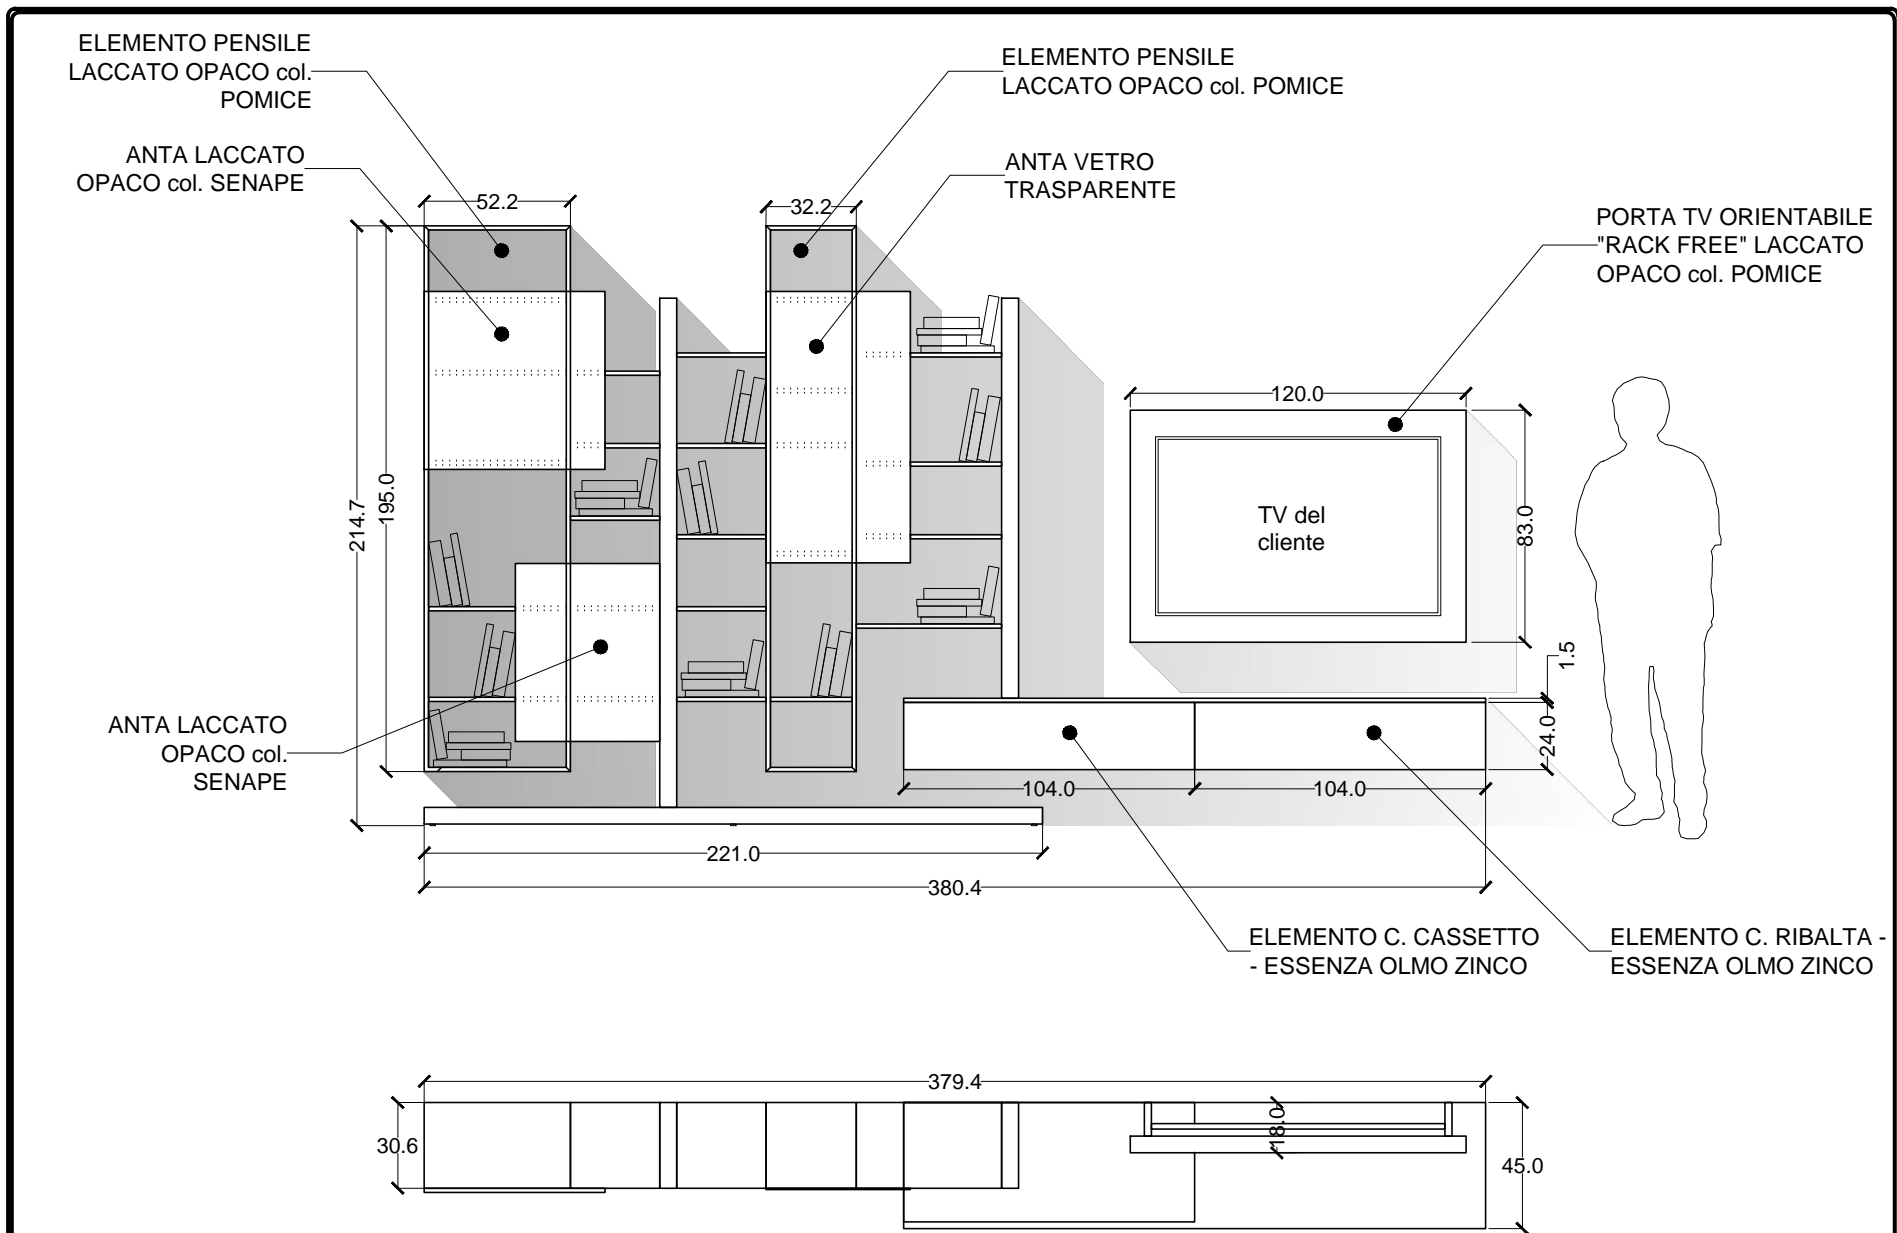 ELEMENTO PENSILE
LACCATO OPACO col.
POMICE
ELEMENTO PENSILE
LACCATO OPACO col. POMICE
ANTA LACCATO
OPACO col. SENAPE
ANTA VETRO
TRASPARENTE
PORTA TV ORIENTABILE
"RACK FREE" LACCATO
OPACO col. POMICE
52.2
32.2
120.0
214.7
195.0
TV del
cliente
83.0
1.5
24.0
ANTA LACCATO
OPACO col.
SENAPE
104.0
104.0
221.0
380.4
ELEMENTO C. CASSETTO
- ESSENZA OLMO ZINCO
ELEMENTO C. RIBALTA -
ESSENZA OLMO ZINCO
379.4
30.6
18.0
45.0